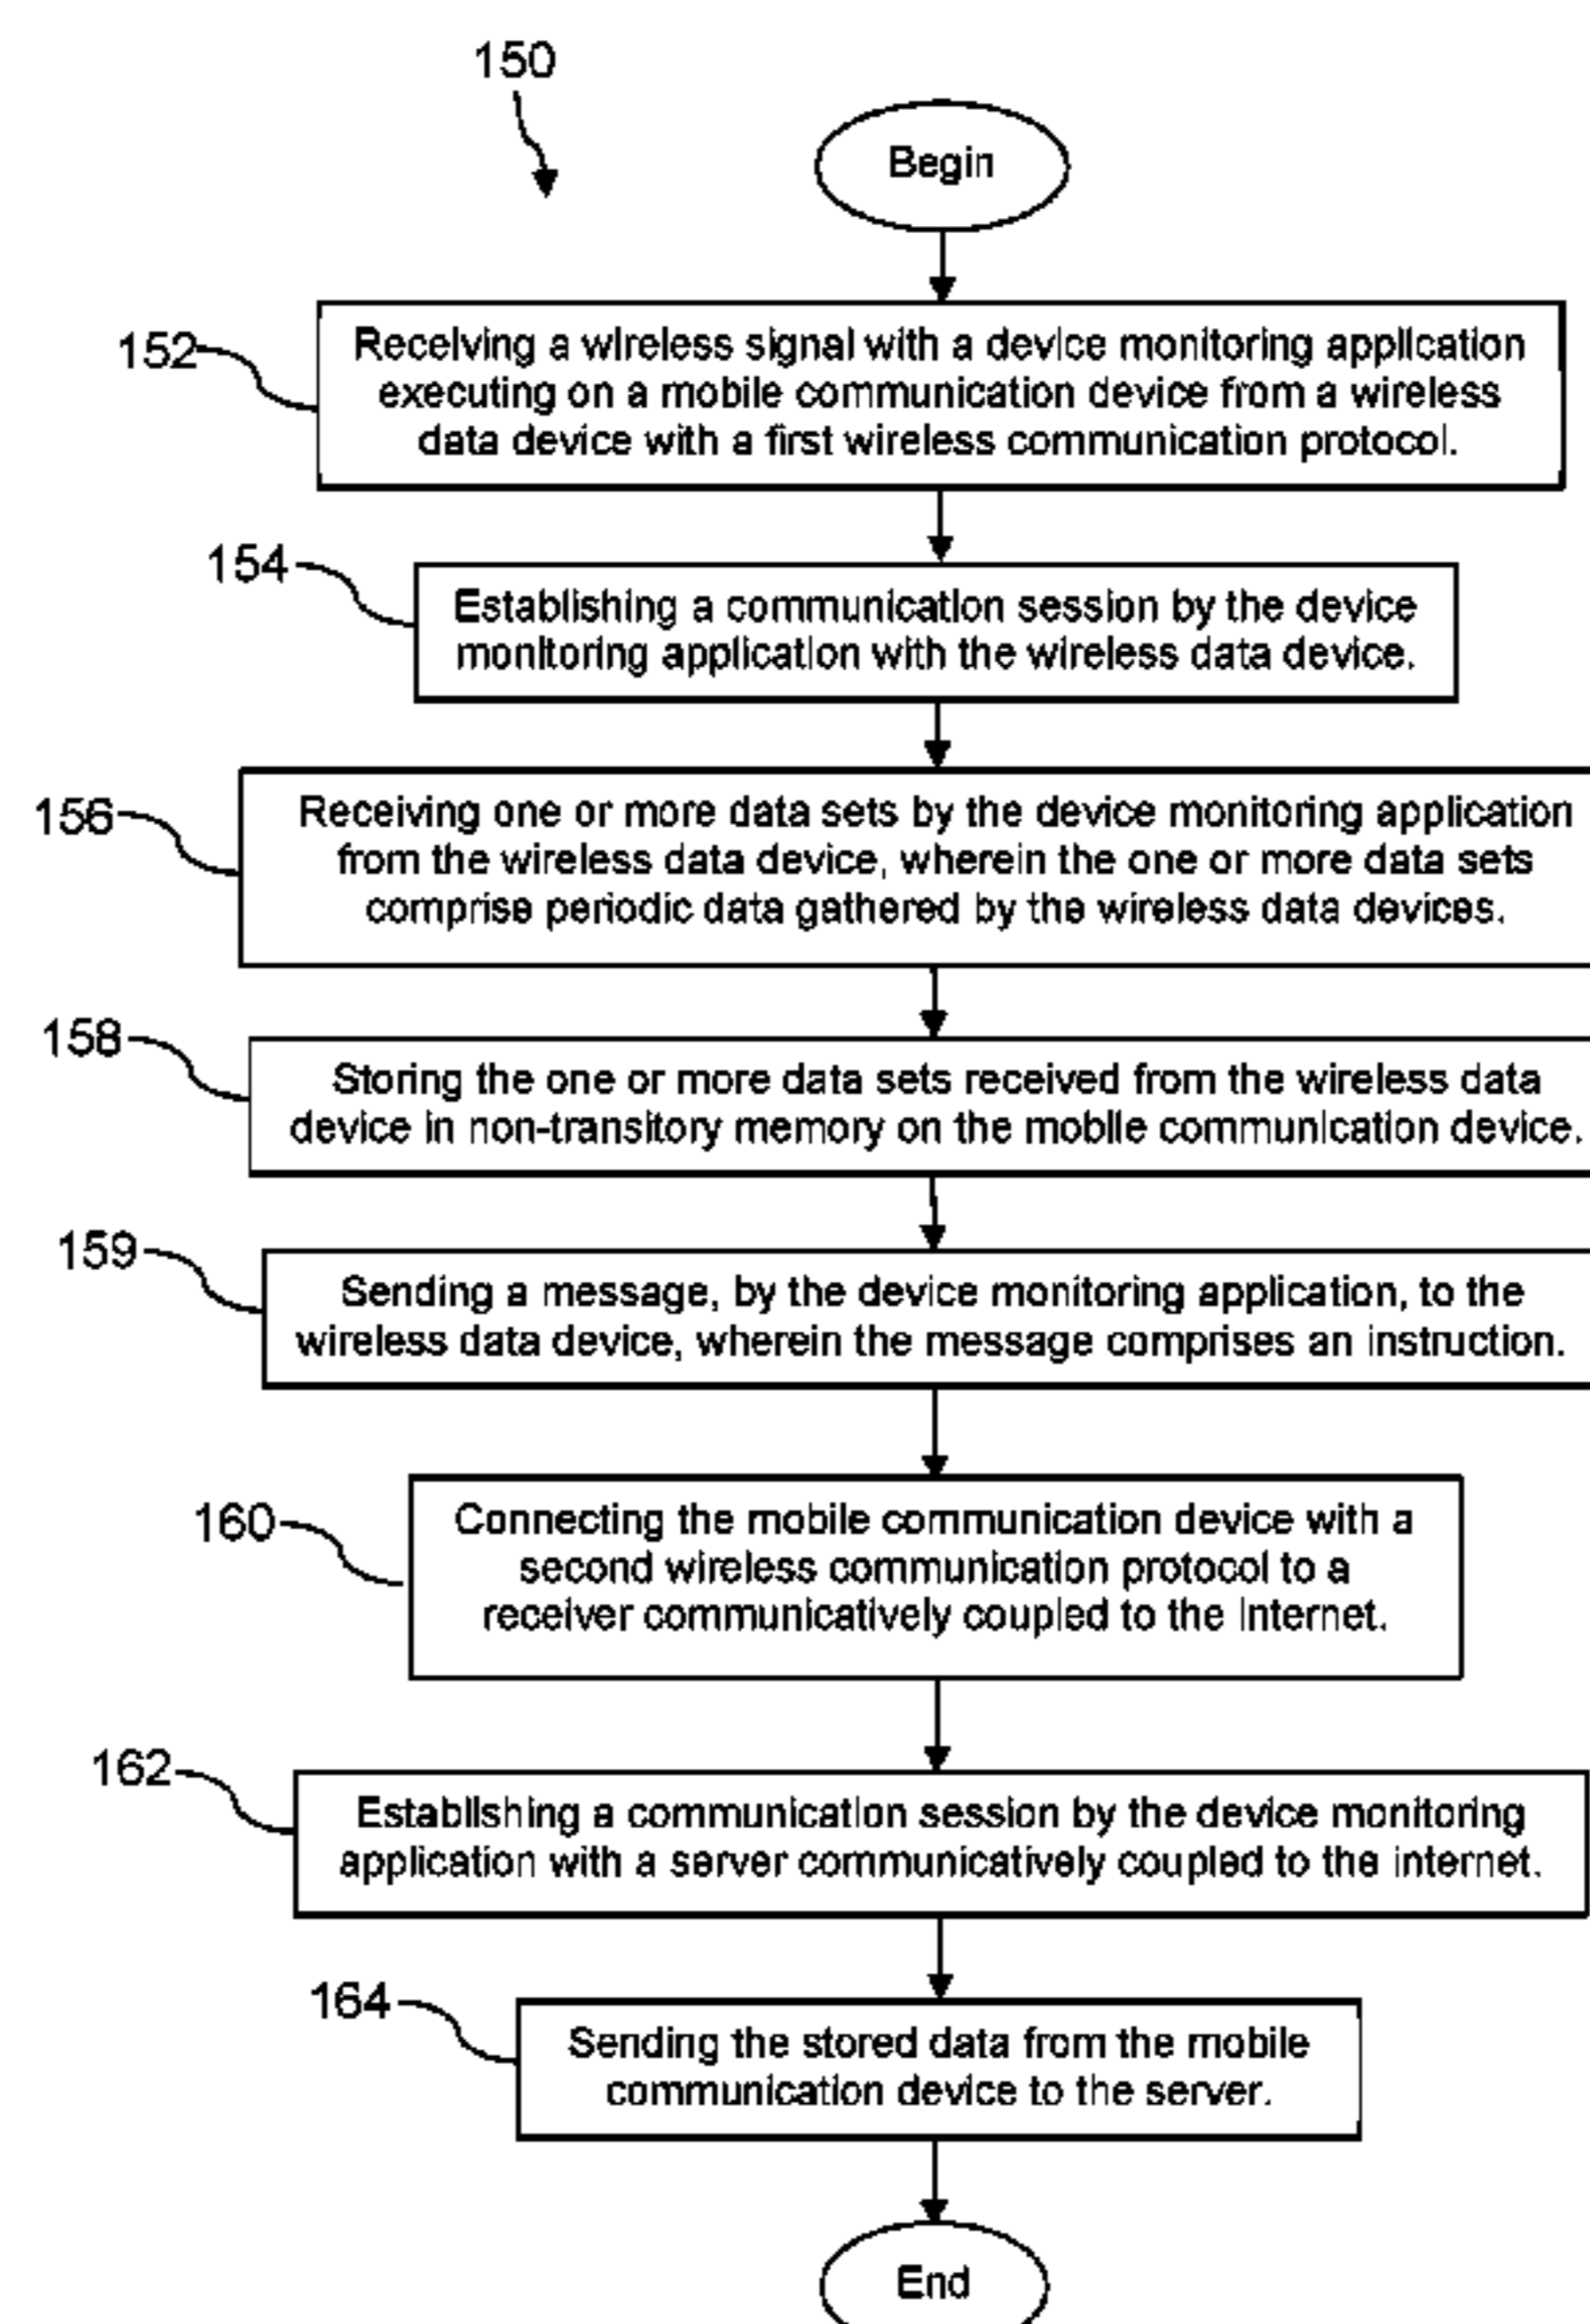 150
Begin
152
Receiving a wireless signal with a device monitoring application
executing on a mobile communication device from a wireless
data device with a first wireless communication protocol.
154
Establishing a communication session by the device
monitoring application with the wireless data device.
156
Receiving one or more data sets by the device monitoring application
from the wireless data device, wherein the one or more data sets
comprise periodic data gathered by the wireless data devices.
158
Storing the one or more data sets received from the wireless data
device in non-transitory memory on the mobile communication device.
159
Sending a message, by the device monitoring application, to the
wireless data device, wherein the message comprises an instruction.
160
Connecting the mobile communication device with a
second wireless communication protocol to a
receiver communicatively coupled to the internet.
162
Establishing a communication session by the device monitoring
application with a server communicatively coupled to the internet.
164
Sending the stored data from the mobile
communication device to the server.
End